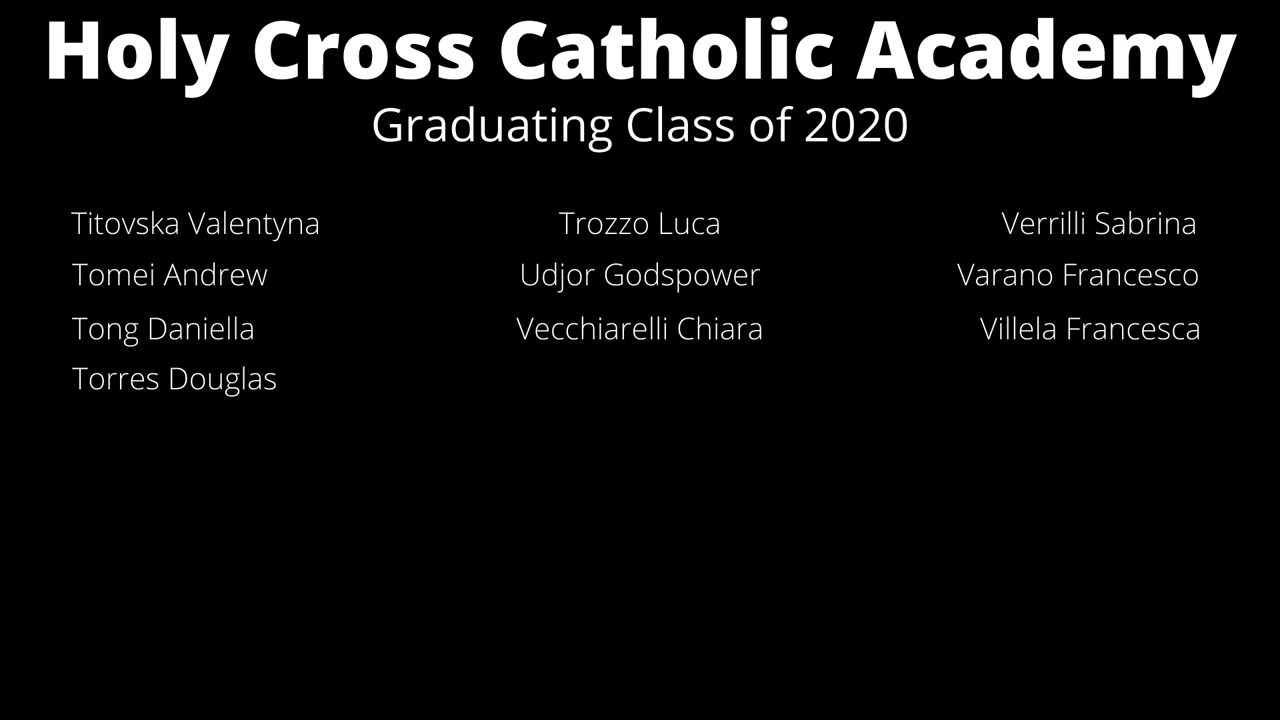 Holy Cross Catholic Academy
Graduating Class of 2020
Titovska Valentyna
Tomei Andrew
Tong Daniella
Torres Douglas
Trozzo Luca
Udjor Godspower
Vecchiarelli Chiara
Verrilli Sabrina
Varano Francesco
Villela Francesca